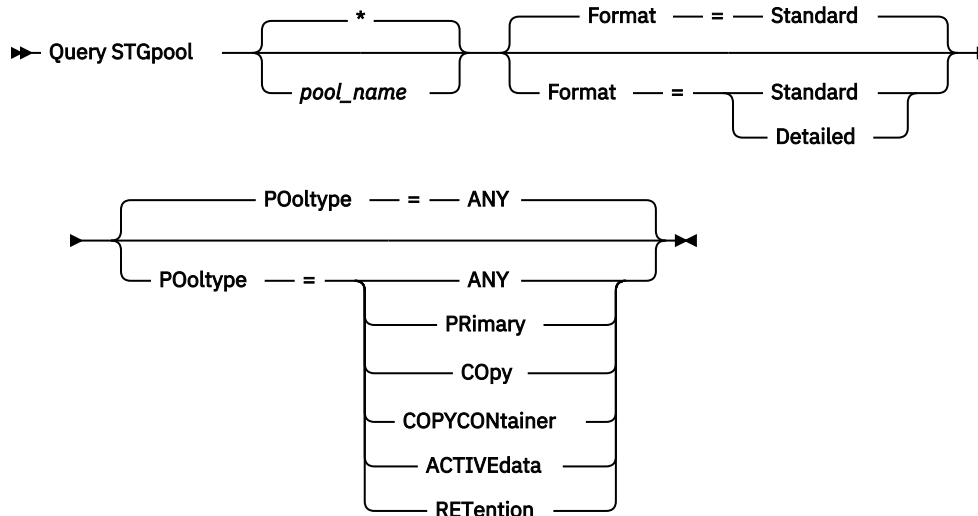 *
Format = Standard
Query STGpool
pool_name
Format = Standard
Detailed
POoltype = ANY
POoltype = ANY
PRimary
COpy
COPYCONtainer
ACTIVEdata
RETention